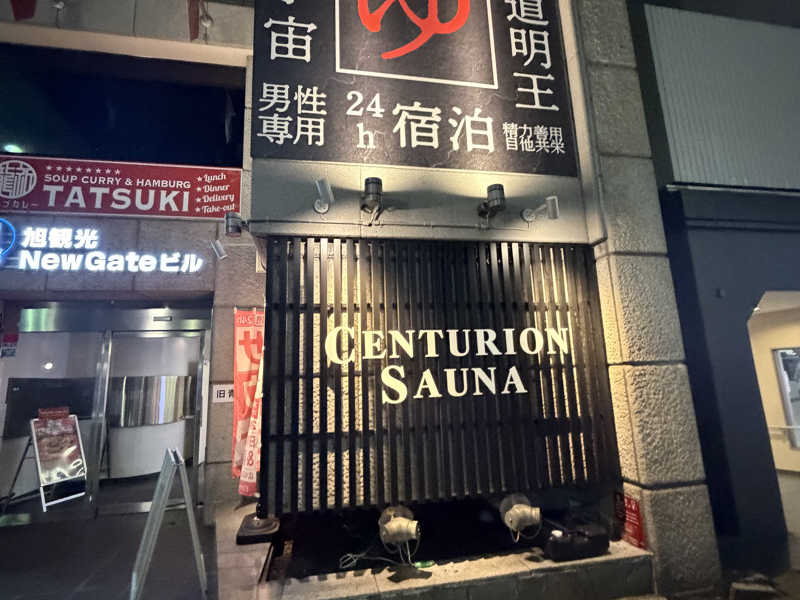 宇宙
ゆ
道明王
男性
専用
24
h
宿泊
精力善用
自他共栄
SOUP CURRY & HAMBURG
TATSUKI
Lunch
Dinner
Delivery
Take-out
旭観光
NewGateビル
CENTURION
SAUNA